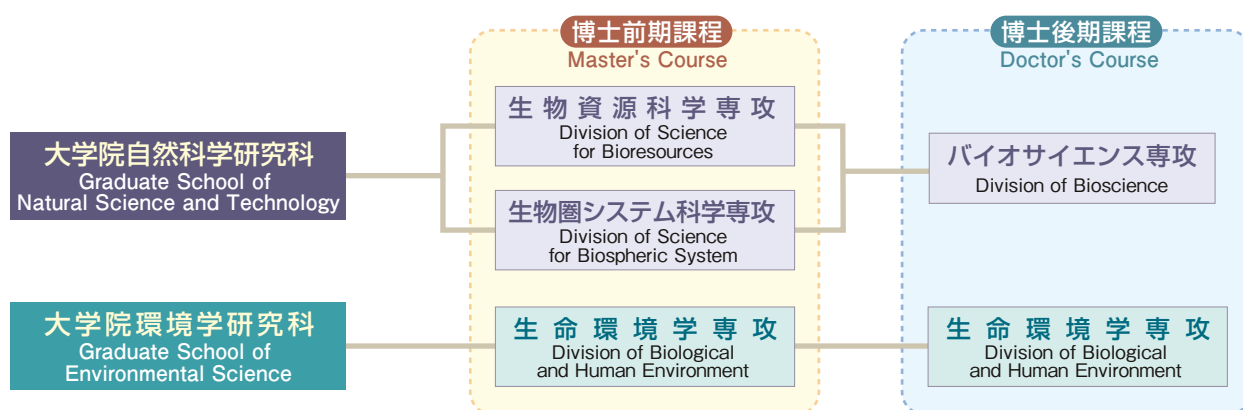 博士前期課程
Master's Course
博士後期課程
Doctor's Course
大学院自然科学研究科
Graduate School of
Natural Science and Technology
生物資源科学専攻
Division of Science
for Bioresources
生物圏システム科学専攻
Division of Science
for Biospheric System
バイオサイエンス専攻
Division of Bioscience
大学院環境学研究科
Graduate School of
Environmental Science
生命環境学専攻
Division of Biological
and Human Environment
生命環境学専攻
Division of Biological
and Human Environment